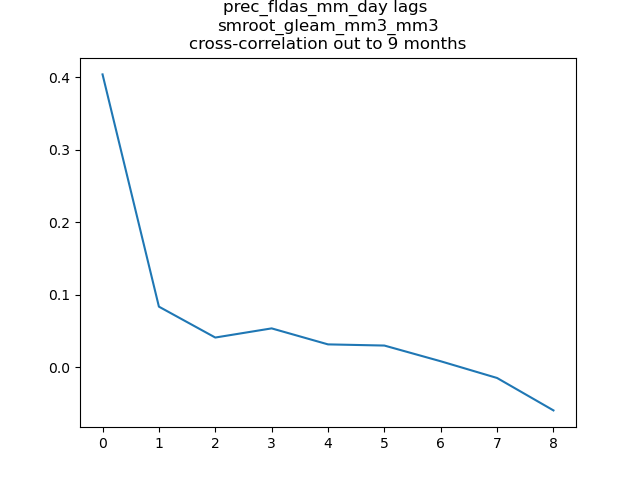 prec_fldas_mm_day lags
smroot_gleam_mm3_mm3
cross-correlation out to 9 months
0.4
0.3
0.2
0.1
0.0
0 1 2 3 4 5 6 7 8